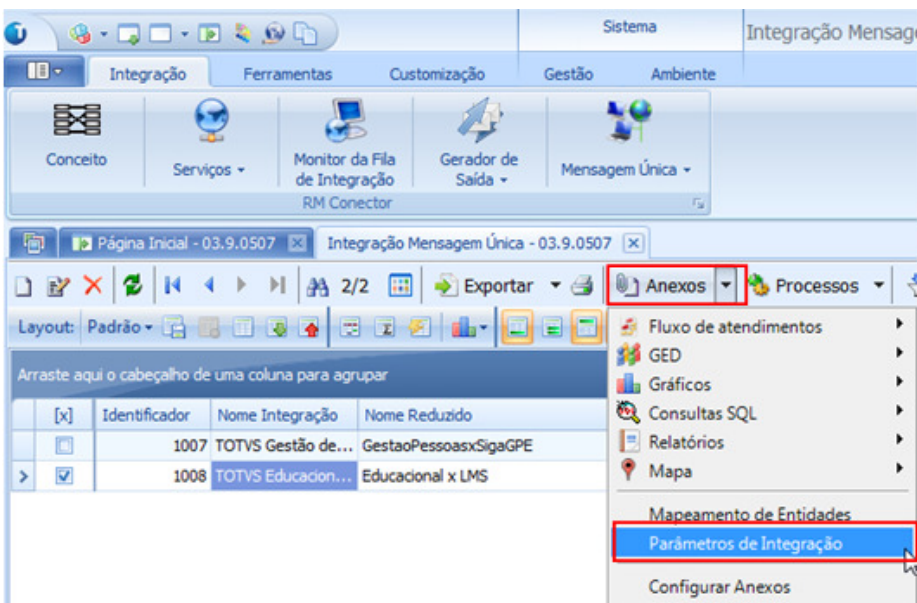 Sistema
Integração Mensag
Integração Ferramentas Customização Gestão Ambiente
Conceito
Serviços
Monitor da Fila
de Integração
Gerador de
Saída
Mensagem Única
RM Conector
Página Inicial - 03.9.0507 Integração Mensagem Única - 03.9.0507
2/2 Exportar Anexos Processos
Layout: Padrão
Arraste aqui o cabeçalho de uma coluna para agrupar
[x] Identificador Nome Integração Nome Reduzido
1007 TOTVS Gestão de... GestaoPessoasxSigaGPE
1008 TOTVS Educacion... Educacional x LMS
Fluxo de atendimentos
GED
Gráficos
Consultas SQL
Relatórios
Mapa
Mapeamento de Entidades
Parâmetros de Integração
Configurar Anexos